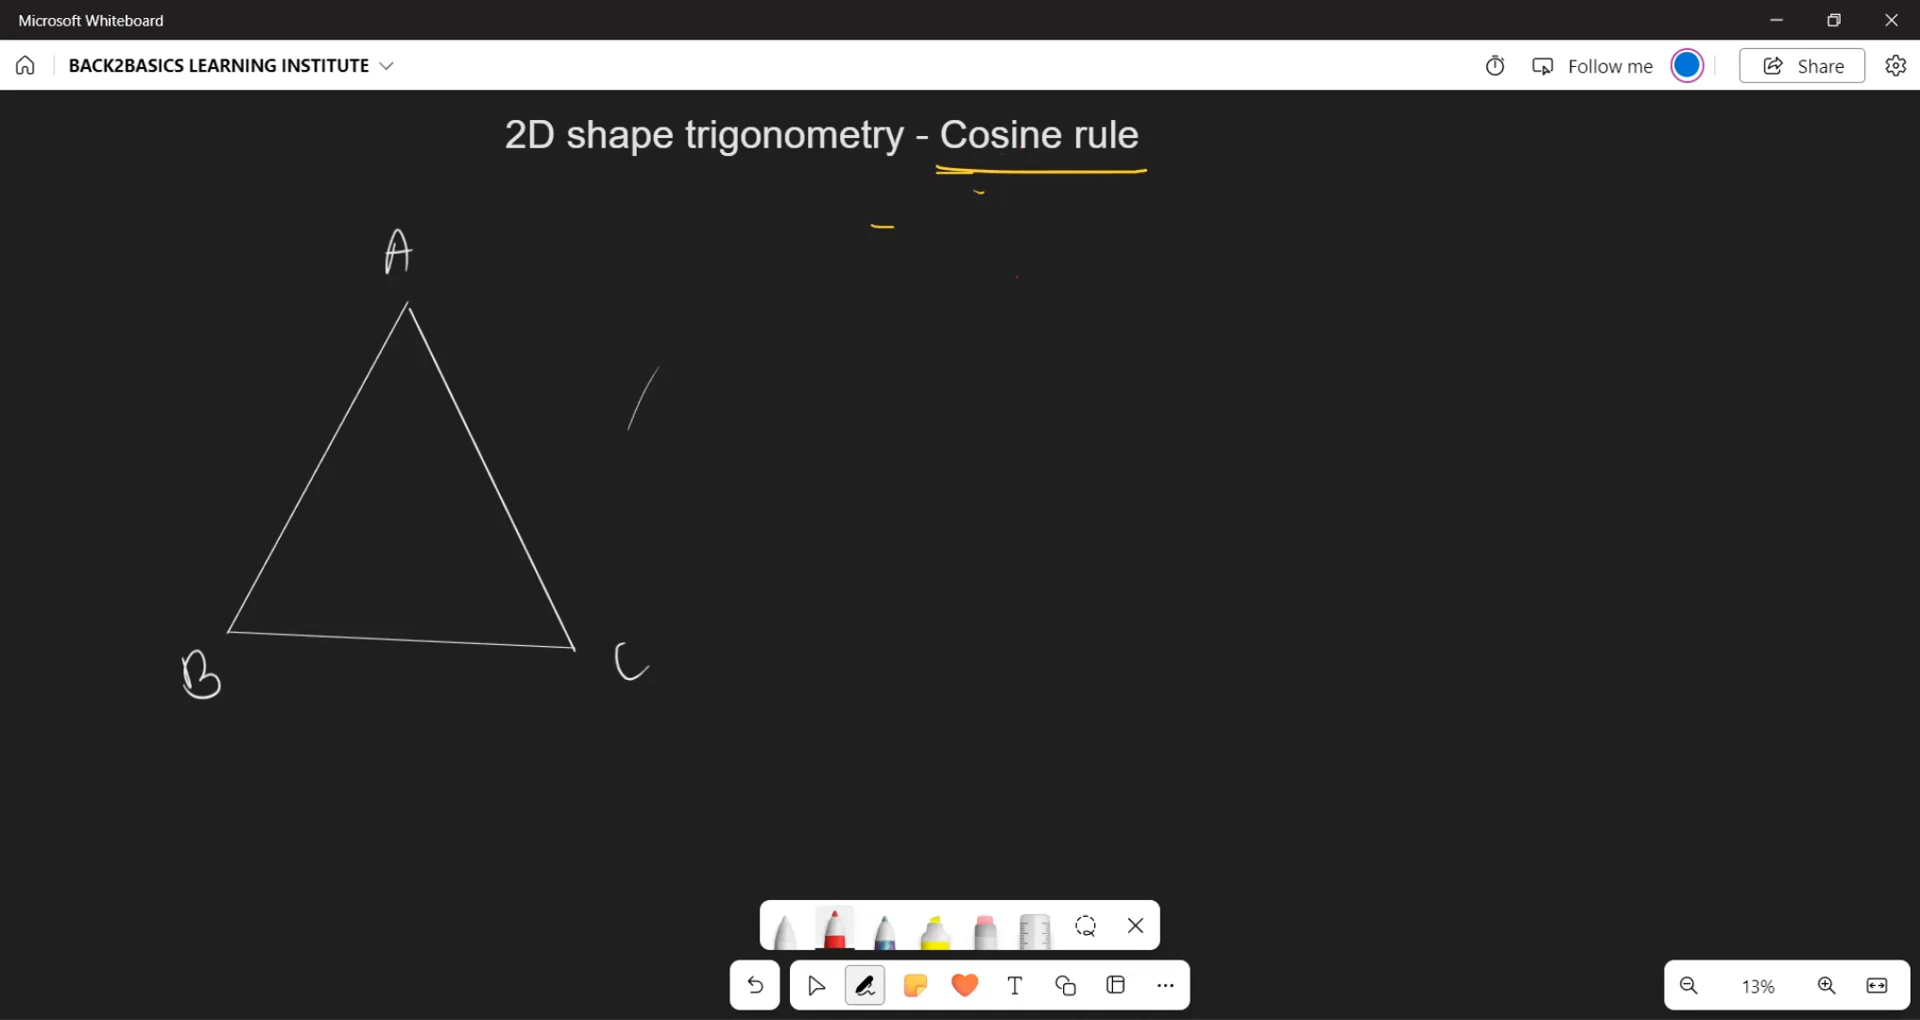 Microsoft Whiteboard
BACK2BASICS LEARNING INSTITUTE
Follow me
Share
2D shape trigonometry - Cosine rule
A
B
C
T
13%